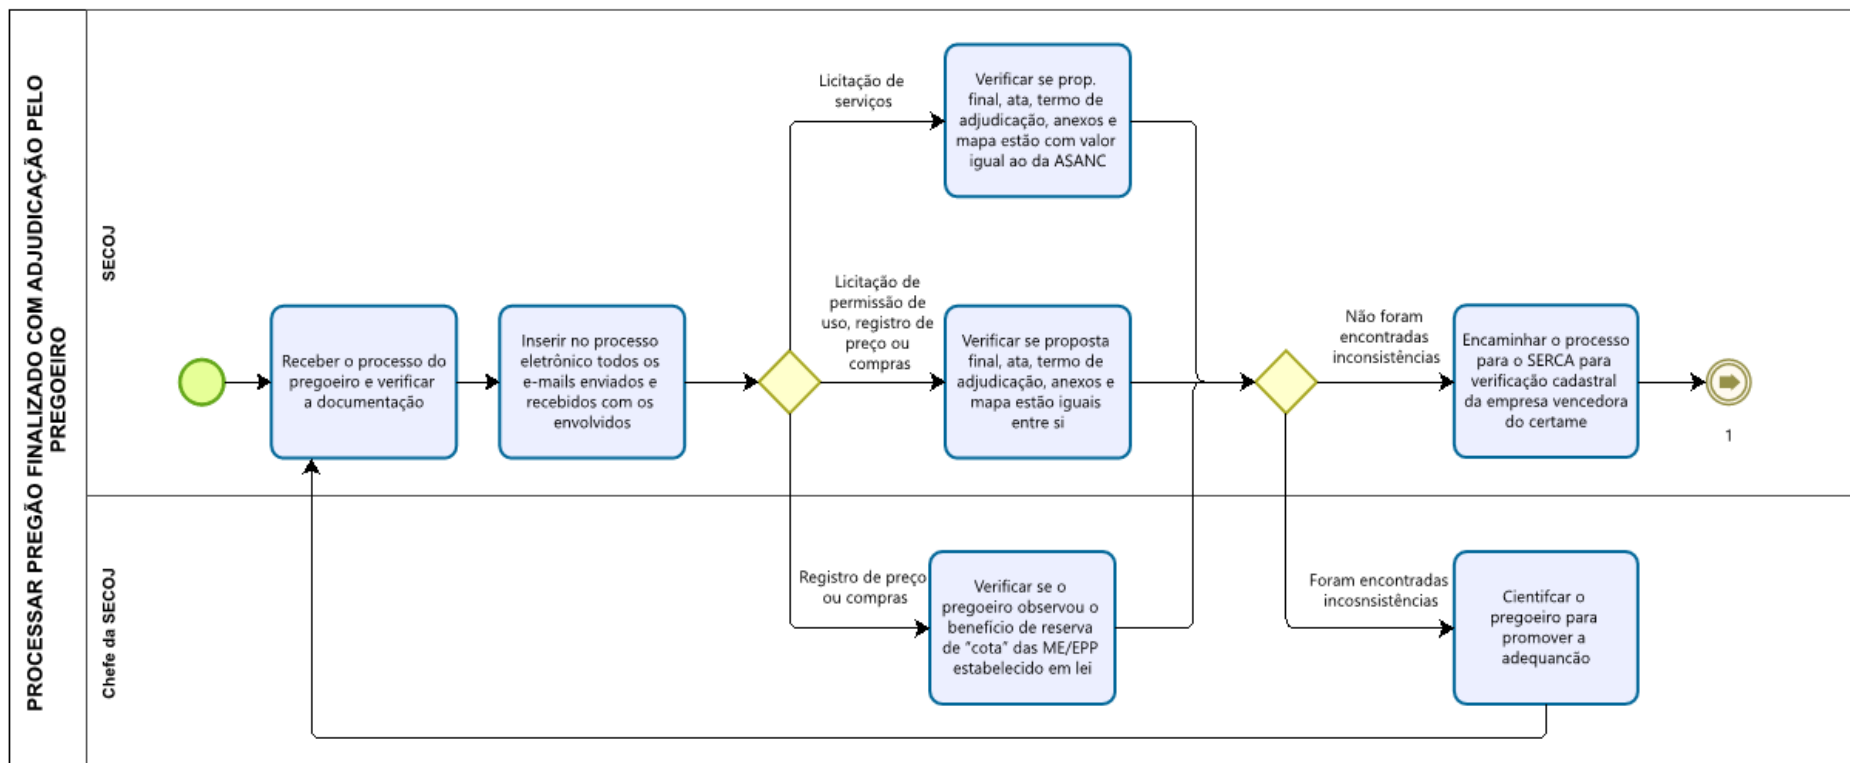 PROCESSAR PREGÃO FINALIZADO COM ADJUDICAÇÃO PELO
PREGOEIRO
SECOJ
Receber o processo do
pregoeiro e verificar
a documentação
Inserir no processo
eletrônico todos os
e-mails enviados e
recebidos com os
envolvidos
Licitação de
serviços
Verificar se prop.
final, ata, termo de
adjudicação, anexos e
mapa estão com valor
igual ao da ASANC
Licitação de
permissão de
uso, registro de
preço ou
compras
Verificar se proposta
final, ata, termo de
adjudicação, anexos e
mapa estão iguais
entre si
Não foram
encontradas
inconsistências
Encaminhar o processo
para o SERCA para
verificação cadastral
da empresa vencedora
do certame
1
Chefe da SECOJ
Registro de preço
ou compras
Verificar se o
pregoeiro observou o
benefício de reserva
de “cota” das ME/EPP
estabelecido em lei
Foram encontradas
incosnsistências
Cientifcar o
pregoeiro para
promover a
adequancão